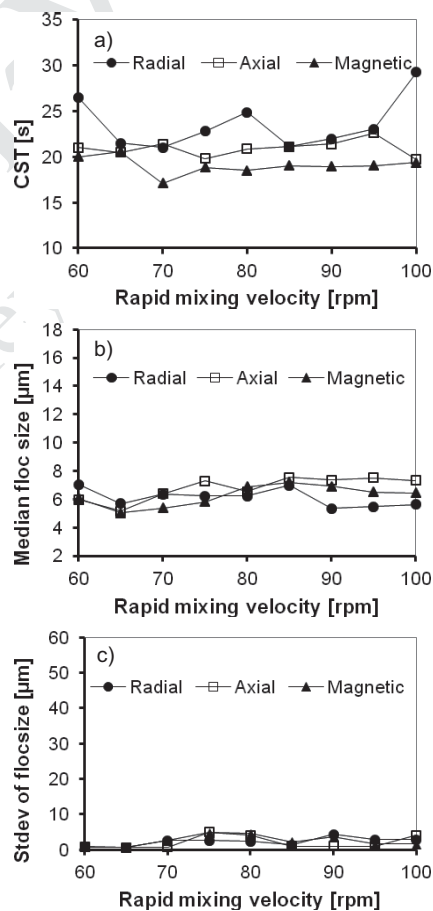 35
a)
30
Radial Axial Magnetic
25
CST [s]
20
15
10
60 70 80 90 100
Rapid mixing velocity [rpm]
18
b)
16
Radial Axial Magnetic
14
12
10
Median floc size [µm]
8
6
4
2
60 70 80 90 100
Rapid mixing velocity [rpm]
60
c)
50
Radial Axial Magnetic
40
30
Stdev of flocsize [µm]
20
10
0
60 70 80 90 100
Rapid mixing velocity [rpm]